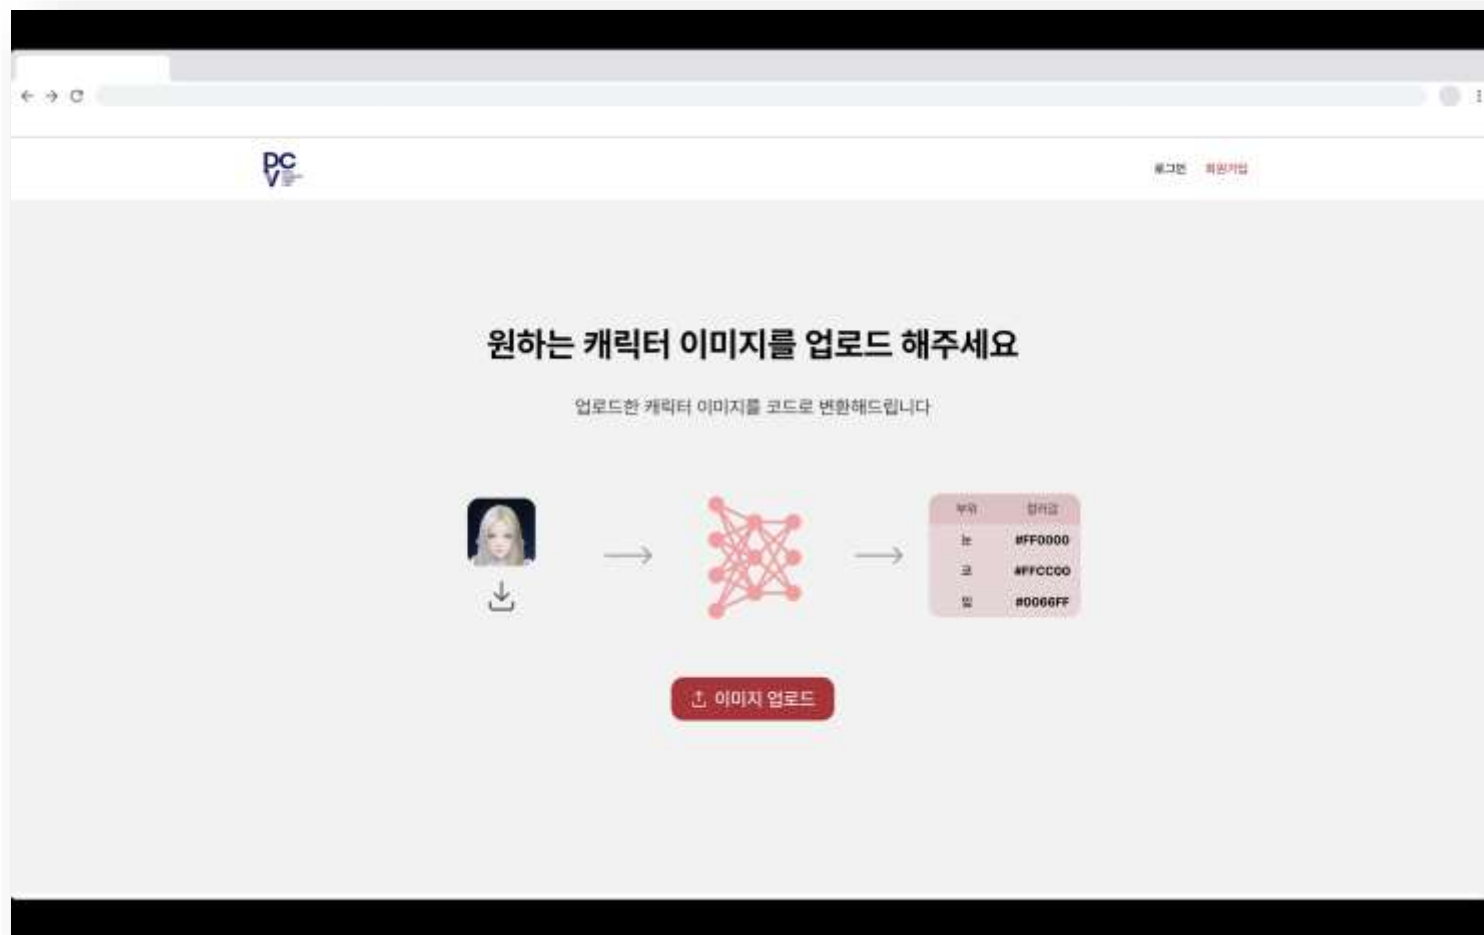 PC
V
로그인 회원가입
원하는 캐릭터 이미지를 업로드 해주세요
업로드한 캐릭터 이미지를 코드로 변환해드립니다
부위 컬러값
눈 #FF0000
코 #FFCC00
입 #0066FF
이미지 업로드